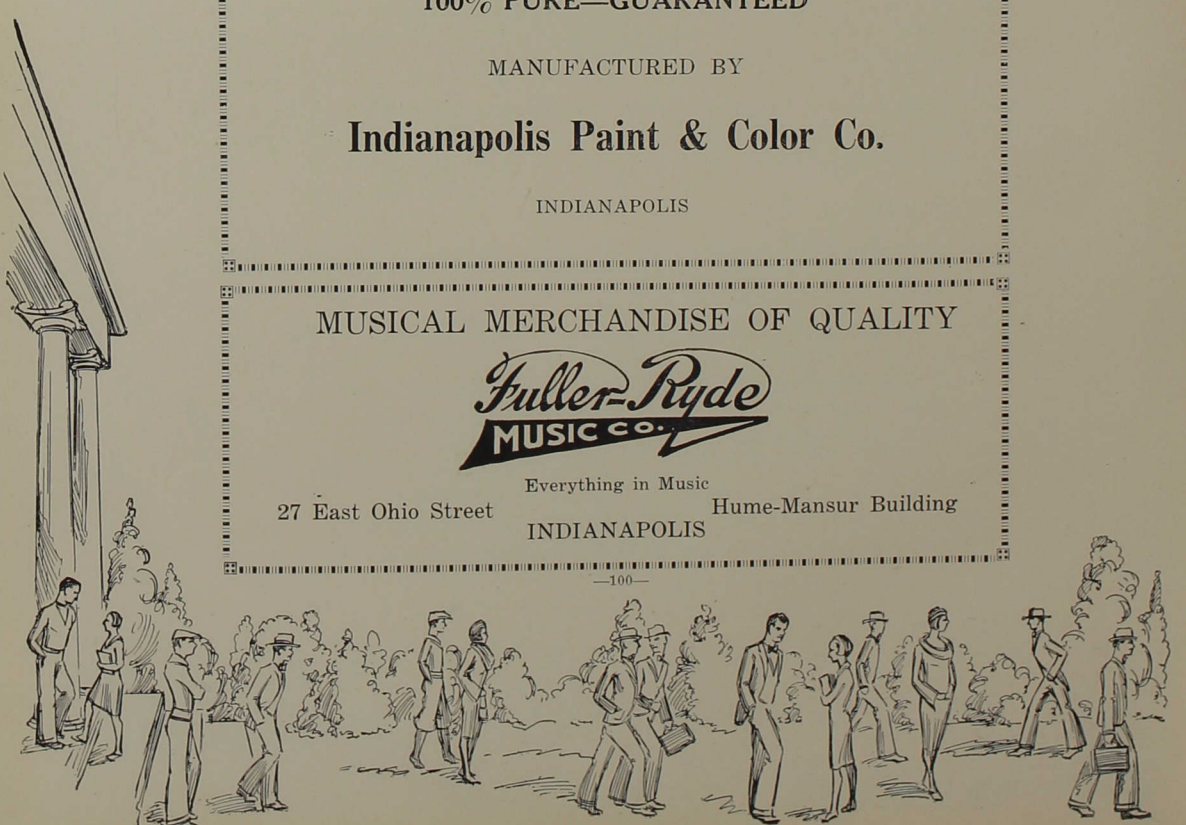 100% PURE—GUARANTEED
MANUFACTURED BY
Indianapolis Paint & Color Co.
INDIANAPOLIS
MUSICAL MERCHANDISE OF QUALITY
Fuller-Ryde
MUSIC CO.
Everything in Music
27 East Ohio Street
Hume-Mansur Building
INDIANAPOLIS
—100—